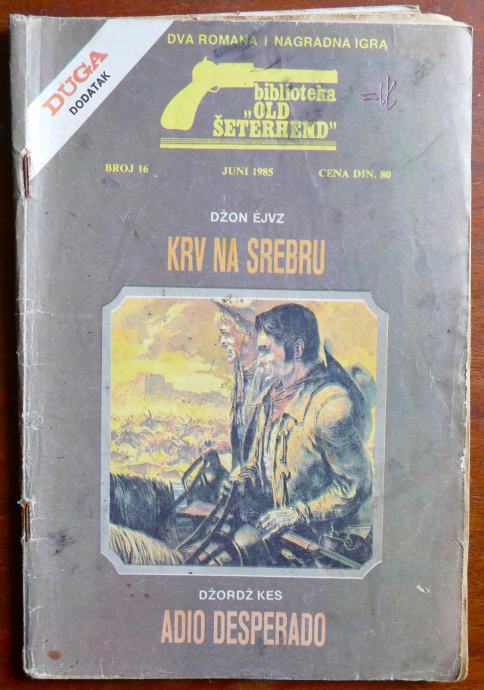 DUGA
DODATAK
DVA ROMANA I NAGRADNA IGRA
biblioteka
„OLD
ŠETERHEND”
BROJ 16 JUNI 1985 CENA DIN. 80
DŽON EJVZ
KRV NA SREBRU
DŽORDŽ KES
ADIO DESPERADO